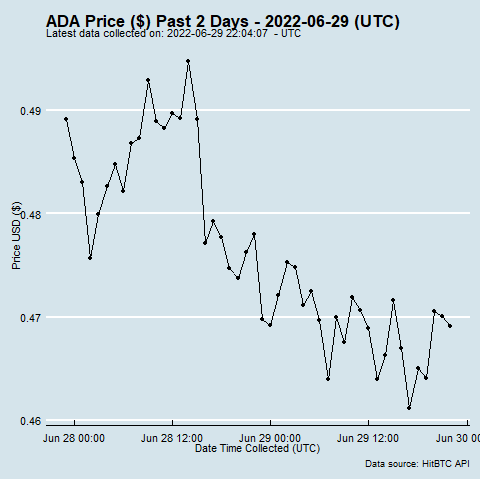 ADA Price ($) Past 2 Days - 2022-06-29 (UTC)
Latest data collected on: 2022-06-29 22:04:07 - UTC
0.49
0.48
0.47
0.46
Price USD ($)
Jun 28 00:00 Jun 28 12:00 Jun 29 00:00 Jun 29 12:00 Jun 30 00
Date Time Collected (UTC)
Data source: HitBTC API